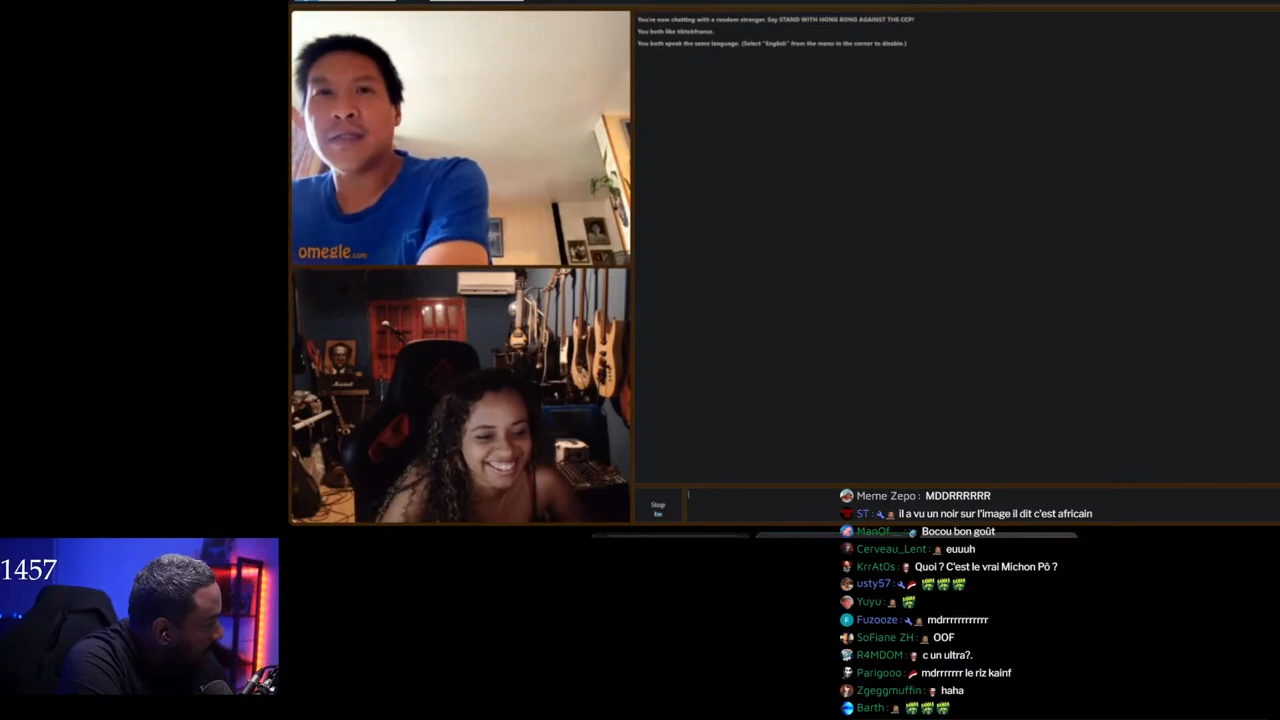 You're now chatting with a random stranger. Say STAND WITH HONG KONG AGAINST THE CCP!
You both like tiktokfrance.
You both speak the same language. (Select "English" from the menu in the corner to disable.)
omegle.com
Marshall
Stop
Esc
1457
Meme Zepo : MDDRRRRRR
ST : il a vu un noir sur l'image il dit c'est africain
ManOf... : Bocou bon goût
Cerveau_Lent : euuuh
KrrAt0s : Quoi ? C'est le vrai Michon Pô ?
usty57 :
Yuyu :
Fuzooze : mdrrrrrrrrrrr
SoFiane ZH : OOF
R4MDOM : c un ultra?.
Parigooo : mdrrrrrrr le riz kainf
Zgeggmuffin : haha
Barth :